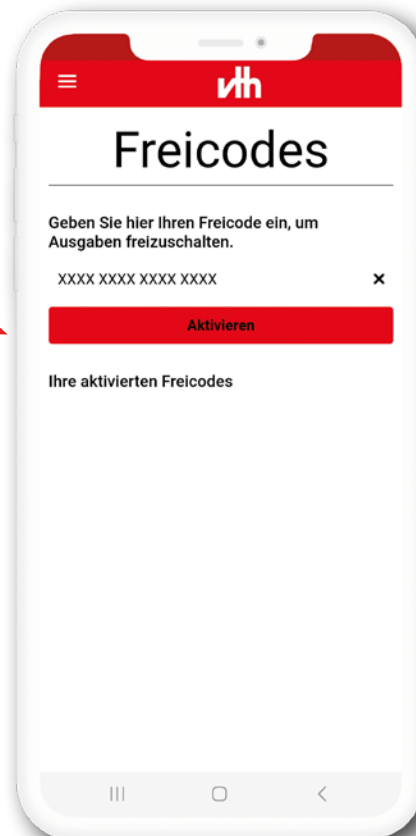 vth
Freicodes
Geben Sie hier Ihren Freicode ein, um
Ausgaben freizuschalten.
XXXX XXXX XXXX XXXX
Aktivieren
Ihre aktivierten Freicodes